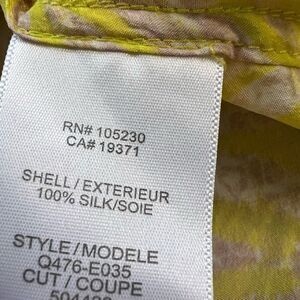 RN# 105230
CA# 19371
SHELL / EXTERIEUR
100% SILK/SOIE
STYLE / MODELE
Q476-E035
CUT / COUPE